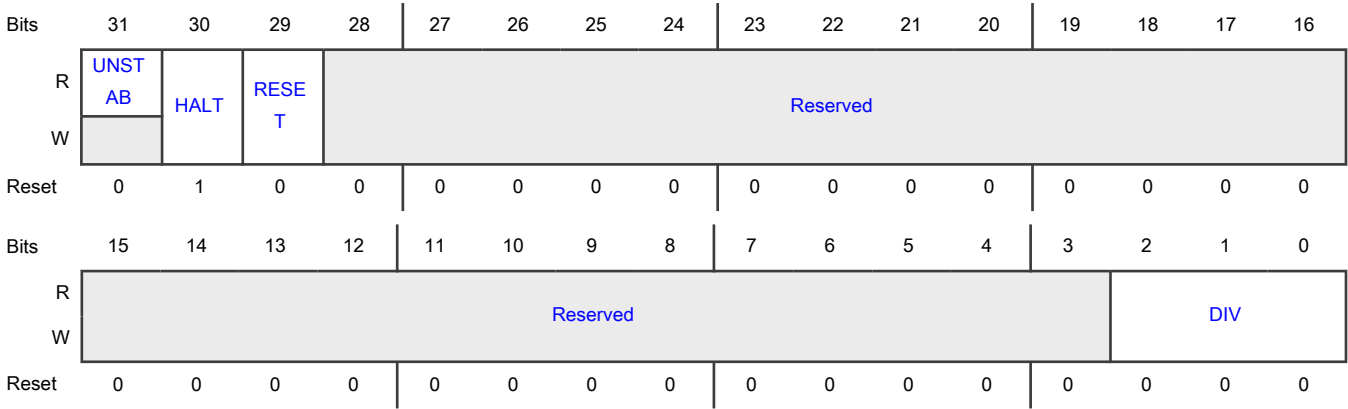 Bits 31 30 29 28 27 26 25 24 23 22 21 20 19 18 17 16
R UNST
AB HALT RESE
T Reserved
W
Reset 0 1 0 0 0 0 0 0 0 0 0 0 0 0 0 0
Bits 15 14 13 12 11 10 9 8 7 6 5 4 3 2 1 0
R Reserved DIV
W
Reset 0 0 0 0 0 0 0 0 0 0 0 0 0 0 0 0